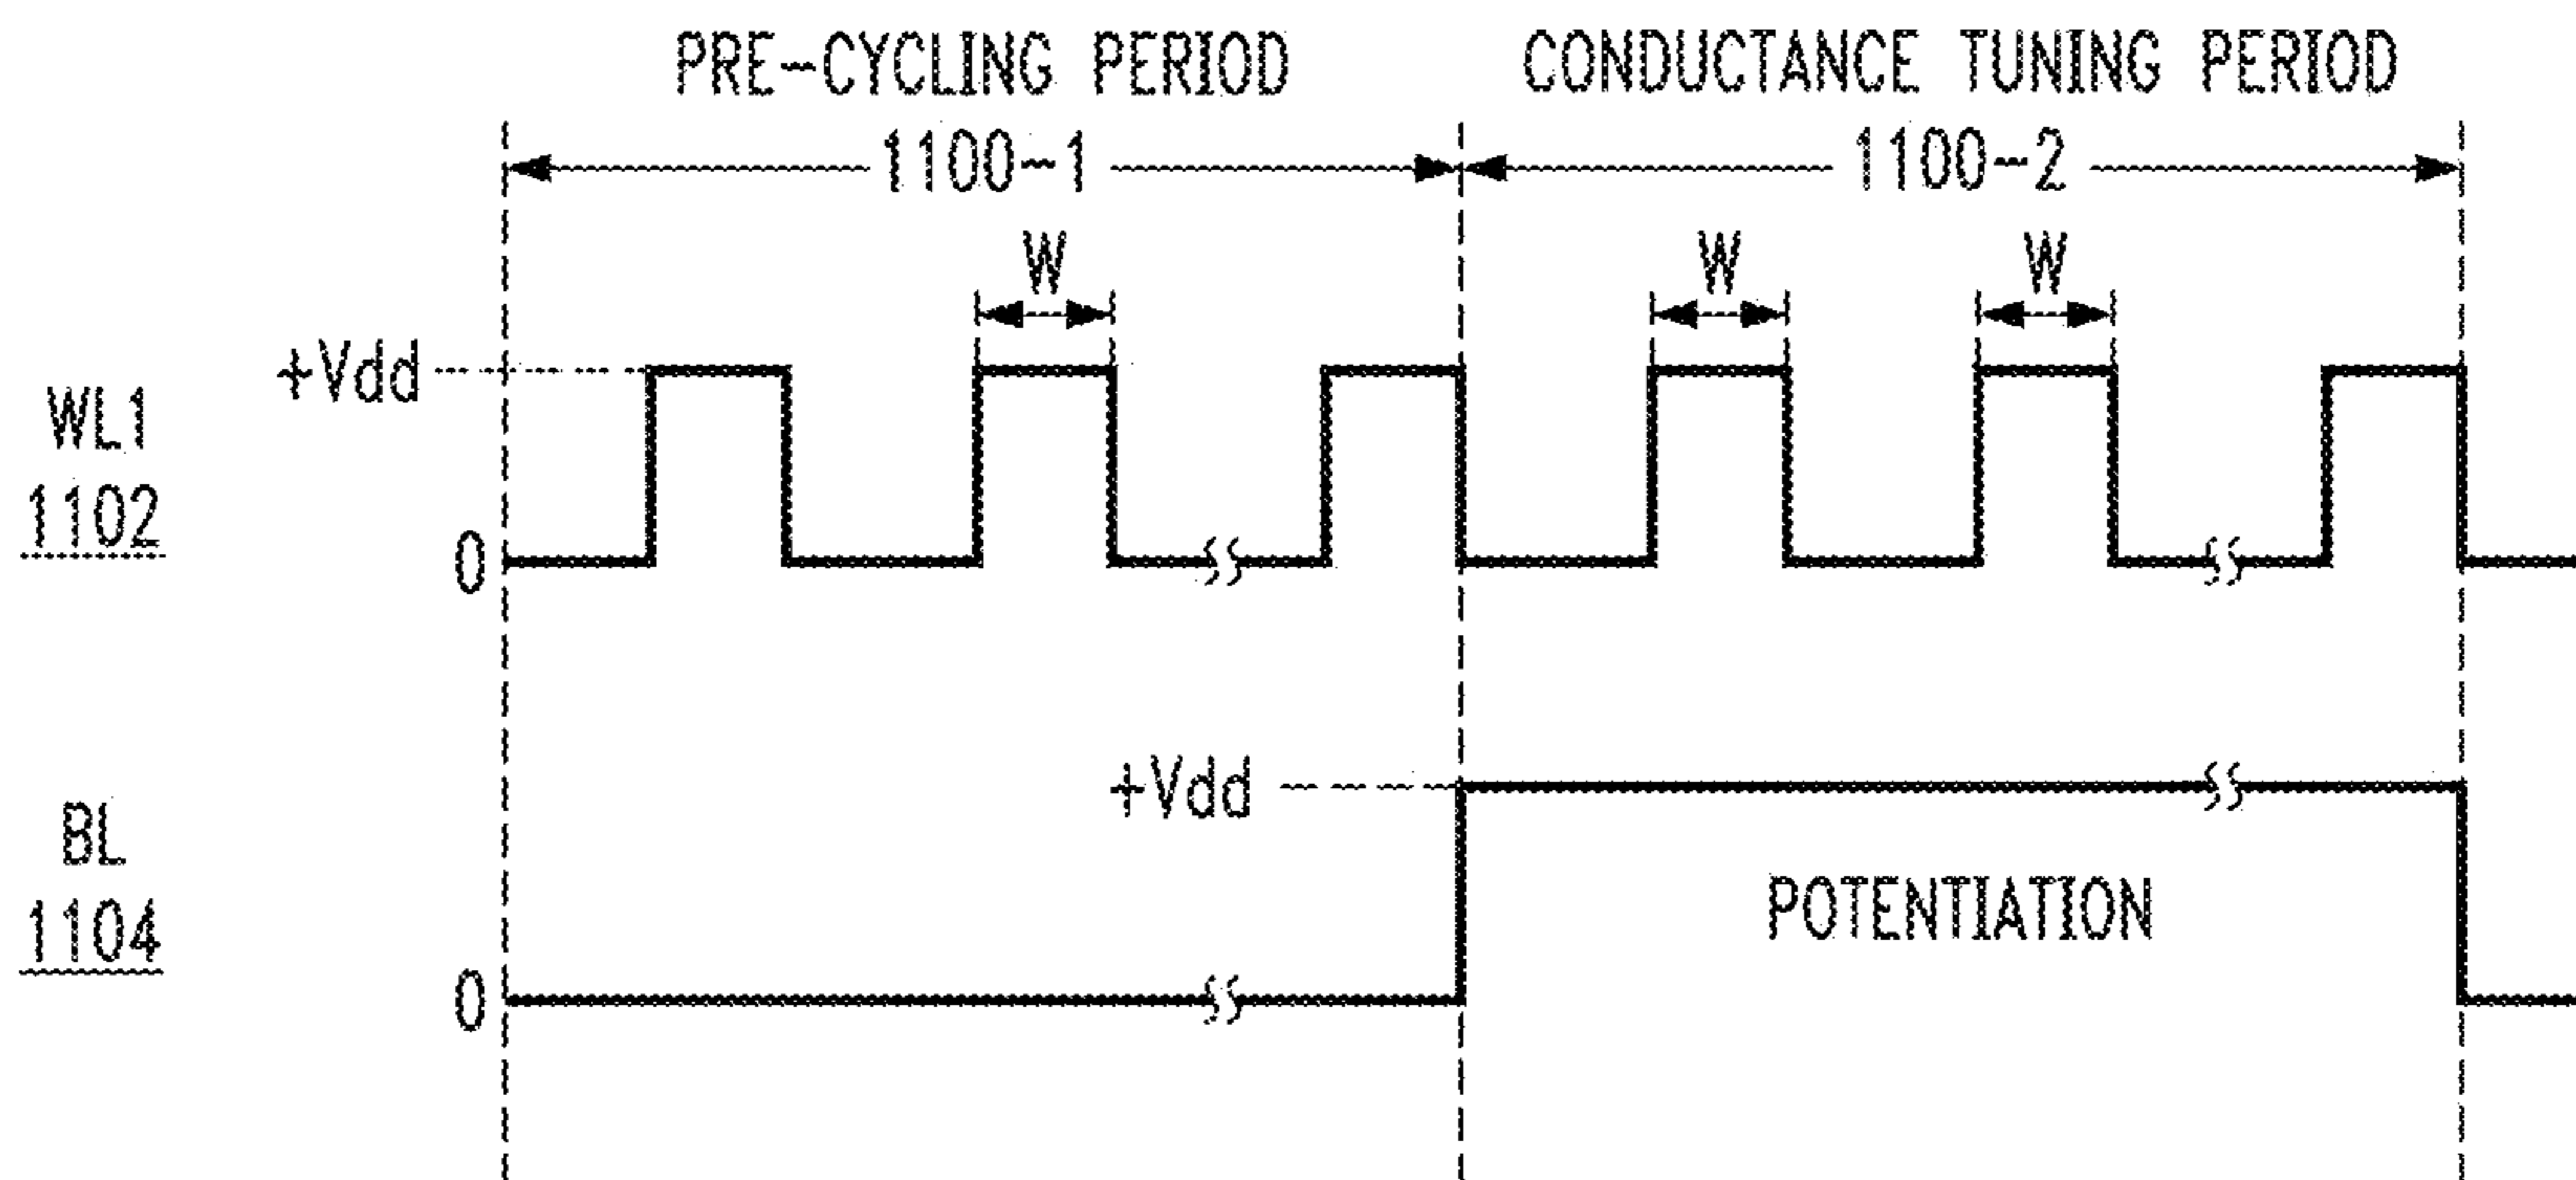 PRE-CYCLING PERIOD
1100-1
CONDUCTANCE TUNING PERIOD
1100-2
W
W
W
+Vdd
WL1
1102
0
+Vdd
BL
1104
POTENTIATION
0